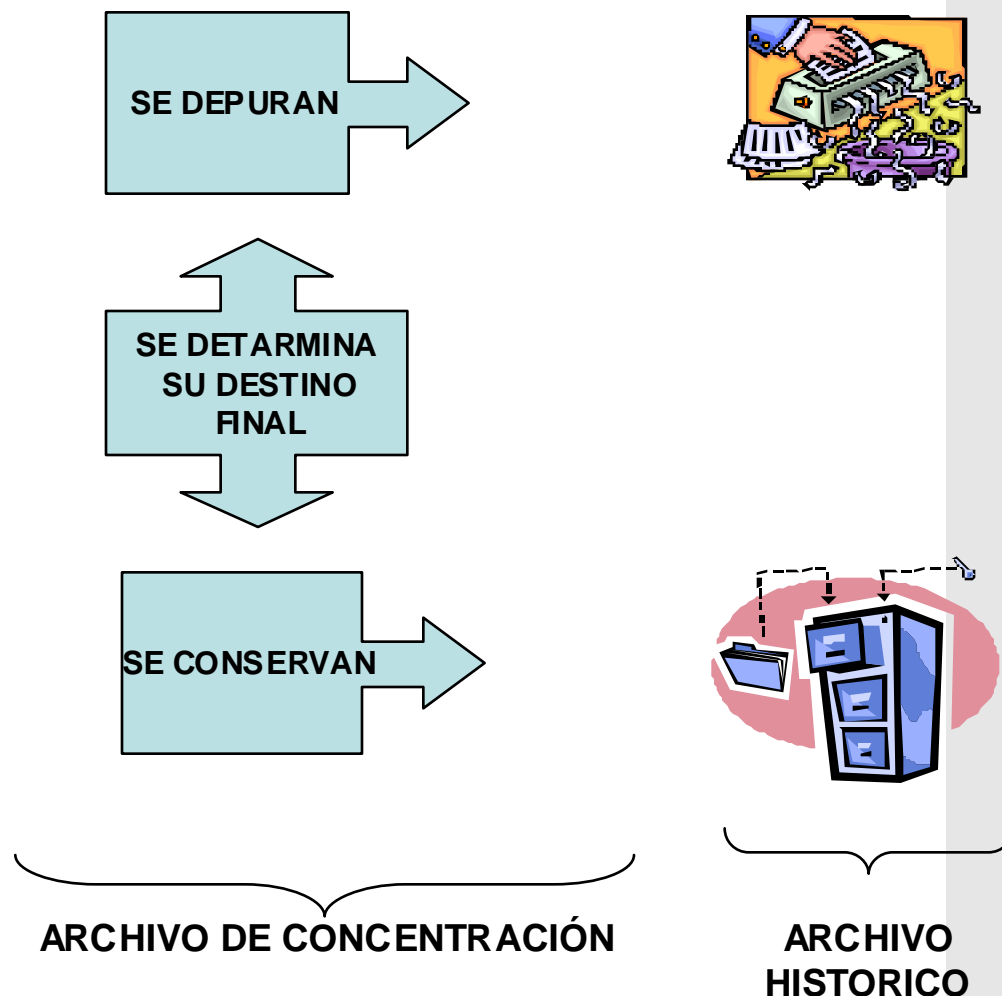 SE DEPURAN
SE DETARMINA
SU DESTINO
FINAL
SE CONSERVAN
ARCHIVO DE CONCENTRACIÓN
ARCHIVO
HISTORICO